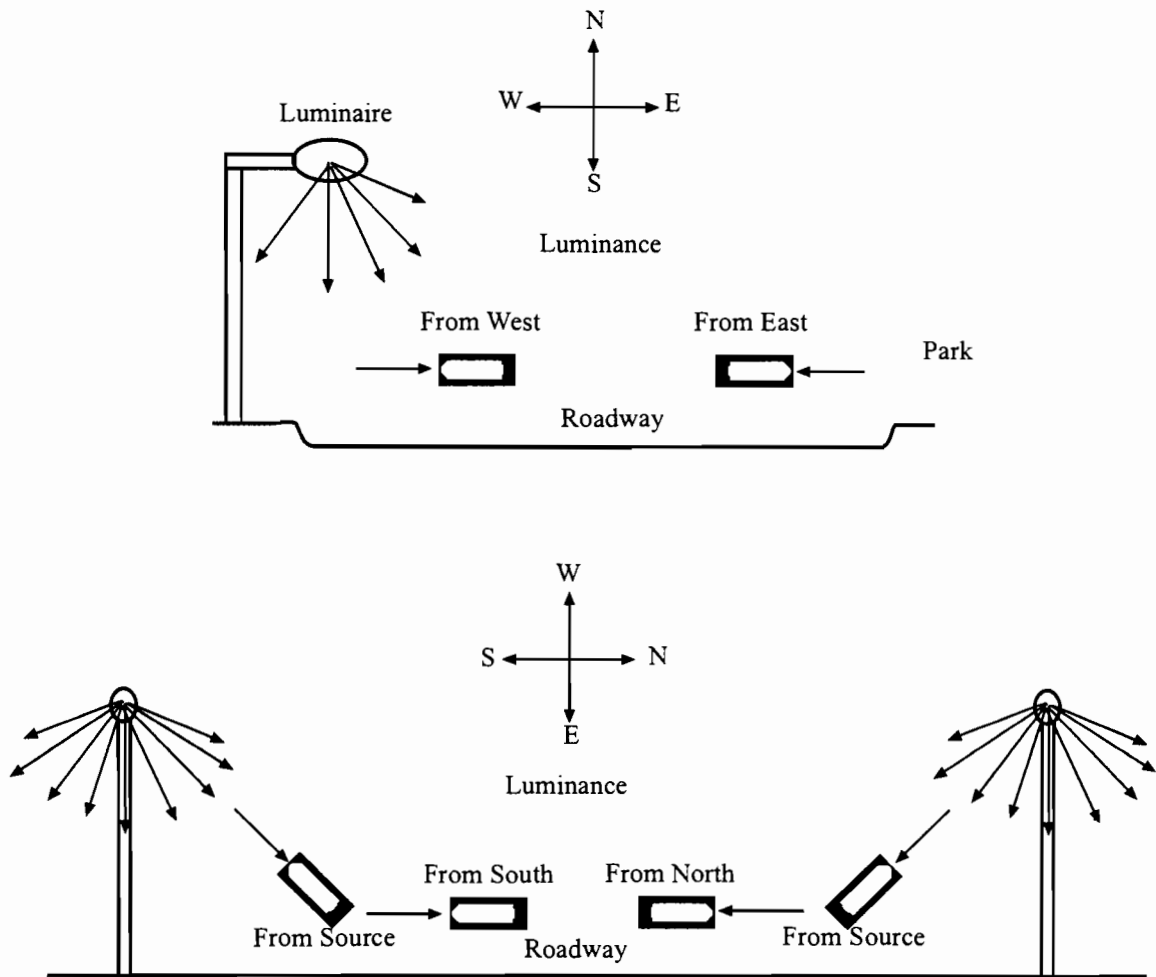 N
W E
Luminaire
S
Luminance
From West From East
Park
Roadway
W
S N
E
Luminance
From South From North
From Source From Source
Roadway